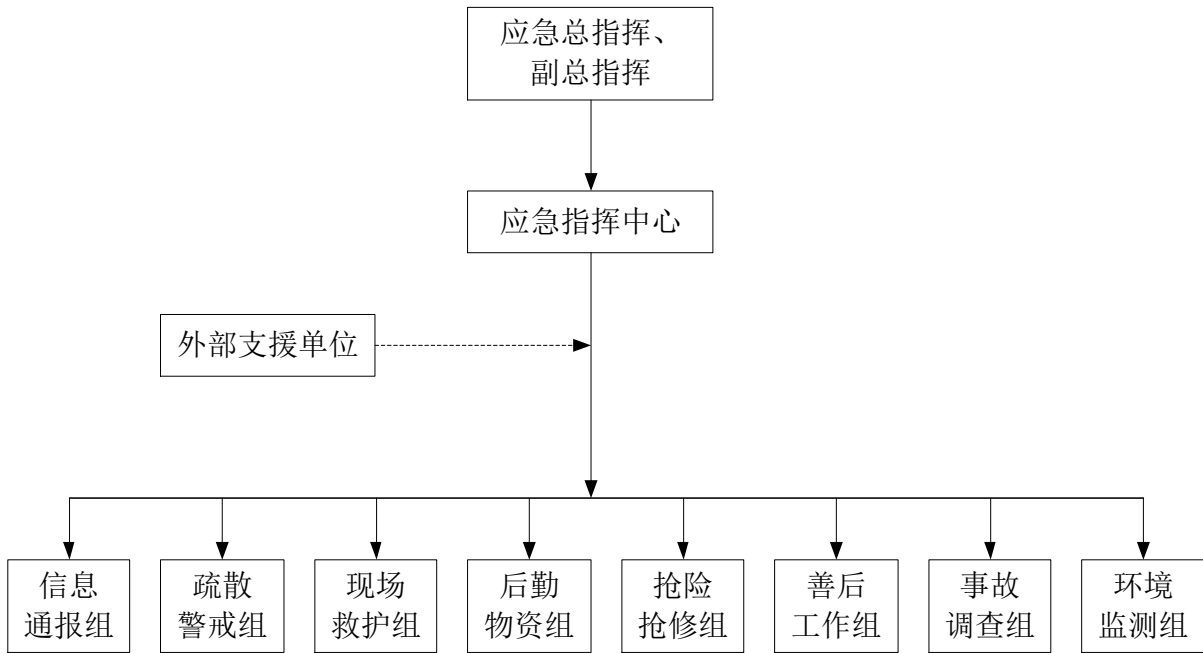 应急总指挥、
副总指挥
应急指挥中心
外部支援单位
信息
通报组
疏散
警戒组
现场
救护组
后勤
物资组
抢险
抢修组
善后
工作组
事故
调查组
环境
监测组